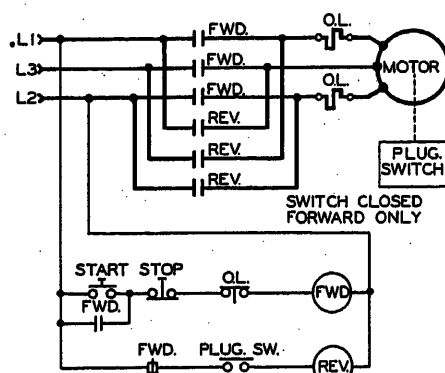 L1
FWD.
O.L.
L3
FWD.
MOTOR
L2
FWD.
O.L.
REV.
REV.
PLUG.
SWITCH
REV.
SWITCH CLOSED
FORWARD ONLY
START STOP O.L. FWD
FWD.
FWD. PLUG. SW. REV.